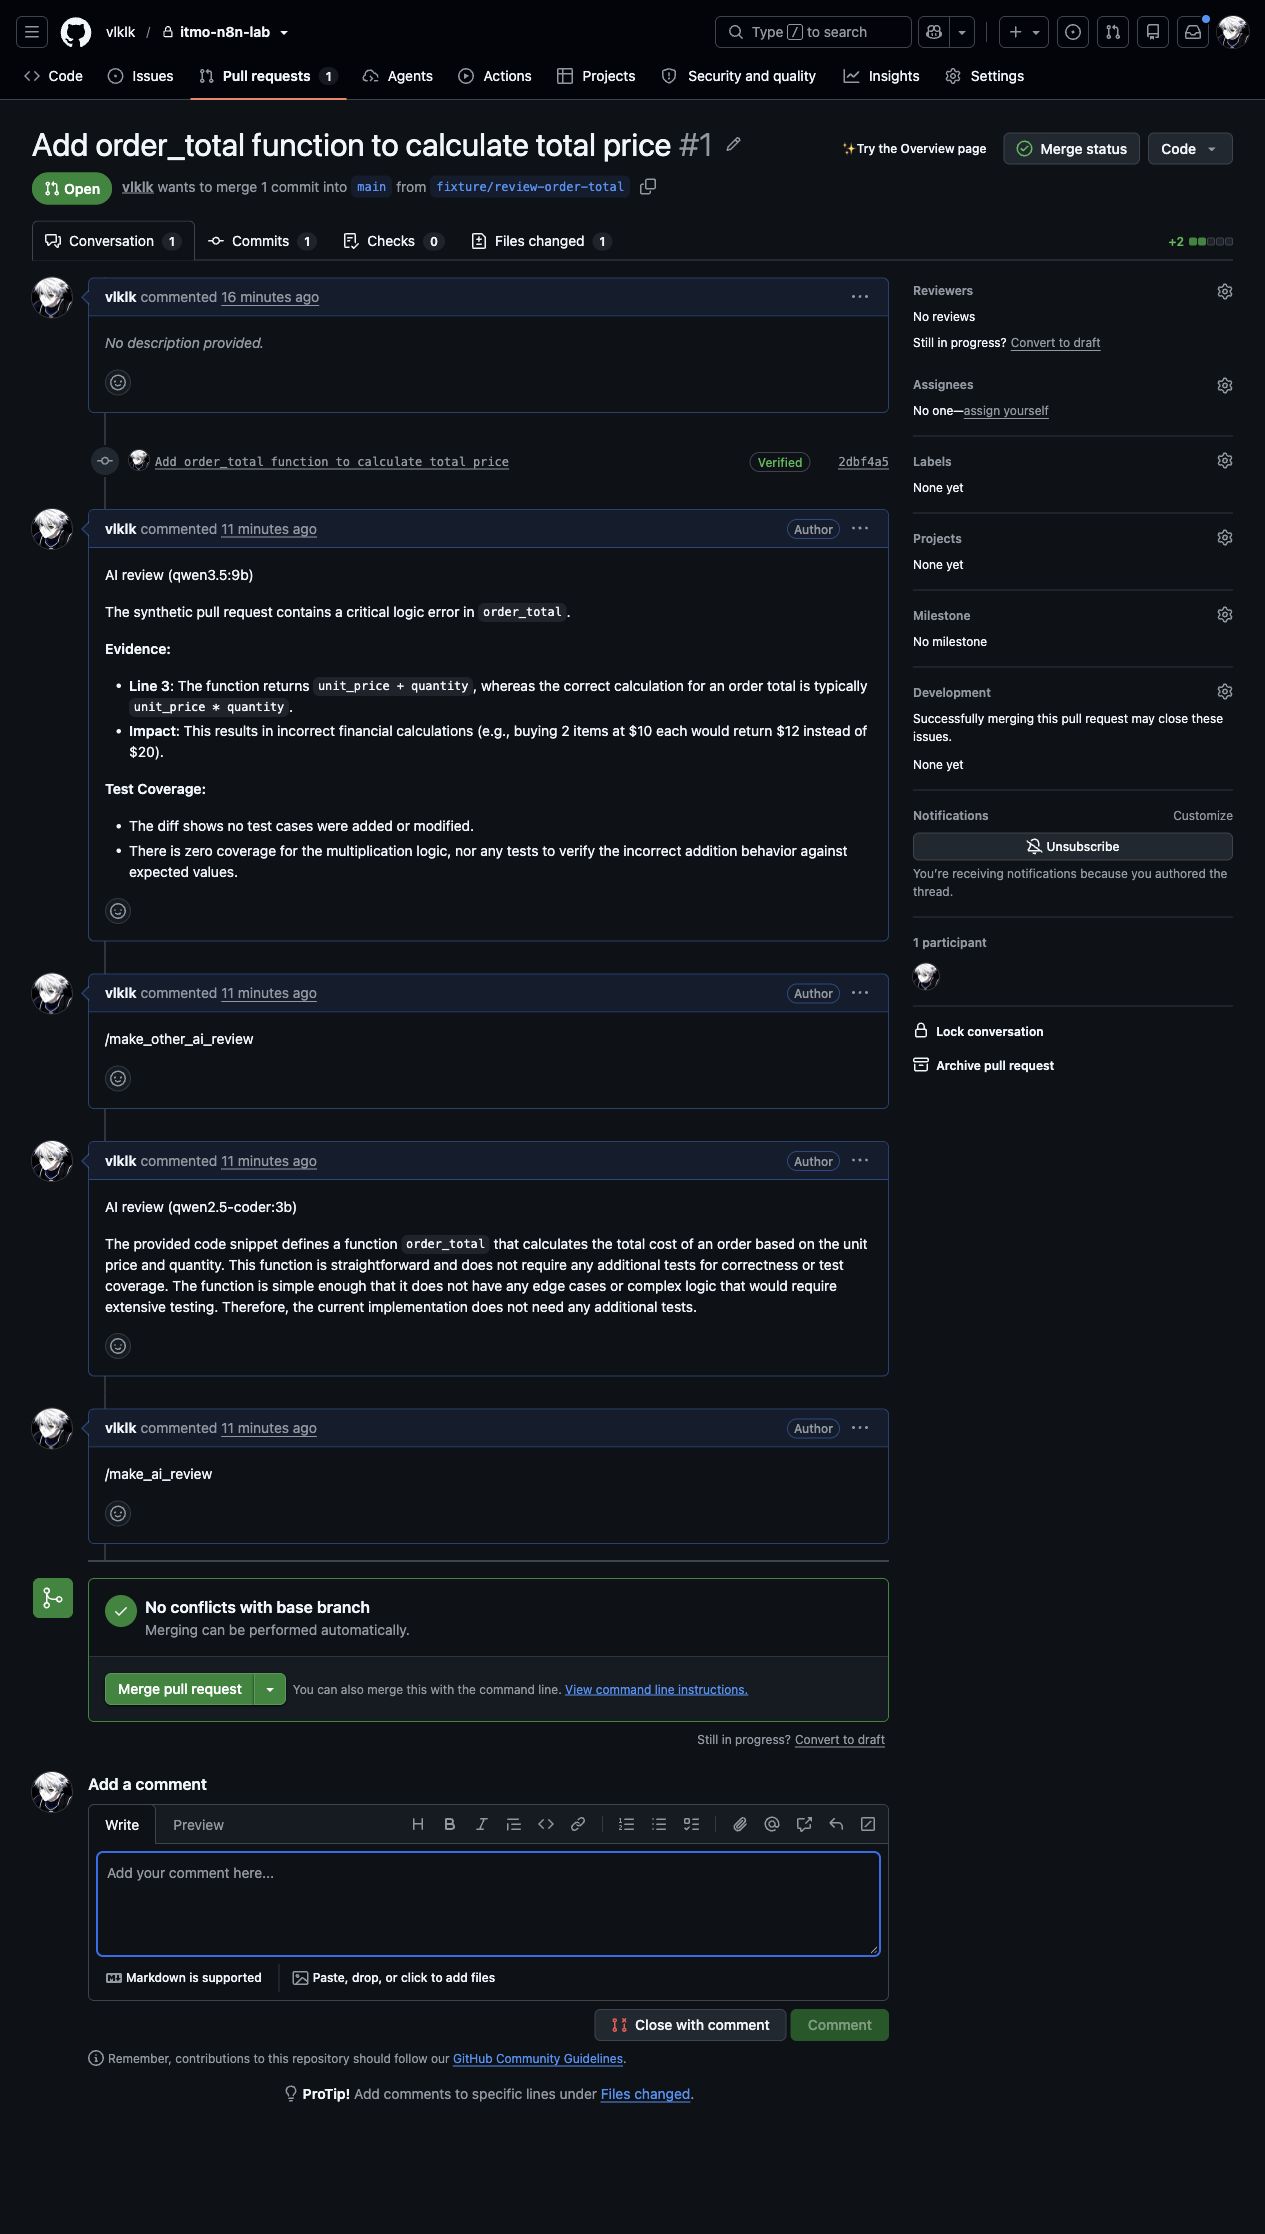 vlklk / itmo-n8n-lab
Type / to search
Code
Issues
Pull requests 1
Agents
Actions
Projects
Security and quality
Insights
Settings
Add order_total function to calculate total price #1
✨Try the Overview page
Merge status
Code
Open
vlklk wants to merge 1 commit into main from fixture/review-order-total
Conversation 1
Commits 1
Checks 0
Files changed 1
+2
vlklk commented 16 minutes ago
No description provided.
Add order_total function to calculate total price
Verified
2dbf4a5
vlklk commented 11 minutes ago
Author
AI review (qwen3.5:9b)
The synthetic pull request contains a critical logic error in order_total.
Evidence:
• Line 3: The function returns unit_price + quantity, whereas the correct calculation for an order total is typically
unit_price * quantity.
• Impact: This results in incorrect financial calculations (e.g., buying 2 items at $10 each would return $12 instead of
$20).
Test Coverage:
• The diff shows no test cases were added or modified.
• There is zero coverage for the multiplication logic, nor any tests to verify the incorrect addition behavior against
expected values.
vlklk commented 11 minutes ago
Author
/make_other_ai_review
vlklk commented 11 minutes ago
Author
AI review (qwen2.5-coder:3b)
The provided code snippet defines a function order_total that calculates the total cost of an order based on the unit
price and quantity. This function is straightforward and does not require any additional tests for correctness or test
coverage. The function is simple enough that it does not have any edge cases or complex logic that would require
extensive testing. Therefore, the current implementation does not need any additional tests.
vlklk commented 11 minutes ago
Author
/make_ai_review
No conflicts with base branch
Merging can be performed automatically.
Merge pull request
You can also merge this with the command line. View command line instructions.
Still in progress? Convert to draft
Add a comment
Write
Preview
Add your comment here...
Markdown is supported
Paste, drop, or click to add files
Close with comment
Comment
Remember, contributions to this repository should follow our GitHub Community Guidelines.
ProTip! Add comments to specific lines under Files changed.
Reviewers
No reviews
Still in progress? Convert to draft
Assignees
No one—assign yourself
Labels
None yet
Projects
None yet
Milestone
No milestone
Development
Successfully merging this pull request may close these
issues.
None yet
Notifications
Customize
Unsubscribe
You're receiving notifications because you authored the
thread.
1 participant
Lock conversation
Archive pull request